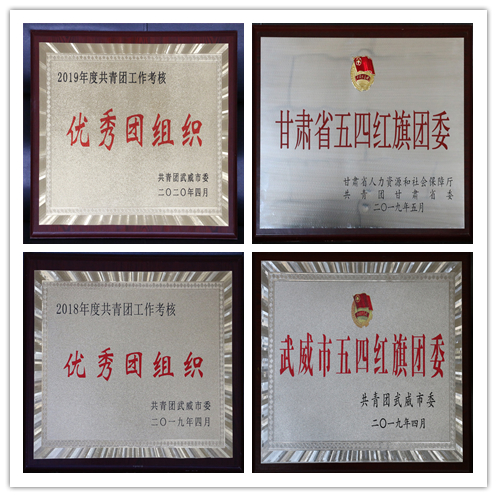 2019年度共青团工作考核
优秀团组织
共青团武威市委
二〇二〇年四月
甘肃省五四红旗团委
甘肃省人力资源和社会保障厅
共青团甘肃省委
二〇一九年五月
2018年度共青团工作考核
优秀团组织
共青团武威市委
二〇一九年四月
武威市五四红旗团委
共青团武威市委
二〇一九年四月